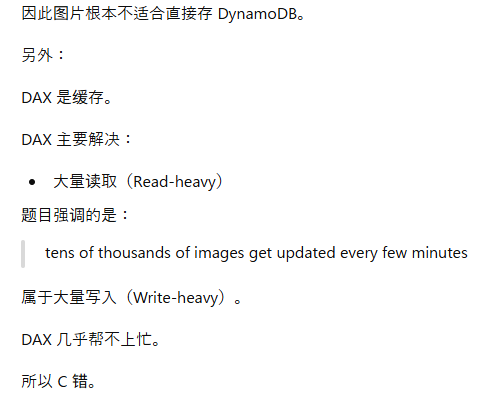 因此图片根本不适合直接存 DynamoDB。
另外：
DAX 是缓存。
DAX 主要解决：
• 大量读取（Read-heavy）
题目强调的是：
tens of thousands of images get updated every few minutes
属于大量写入（Write-heavy）。
DAX 几乎帮不上忙。
所以 C 错。